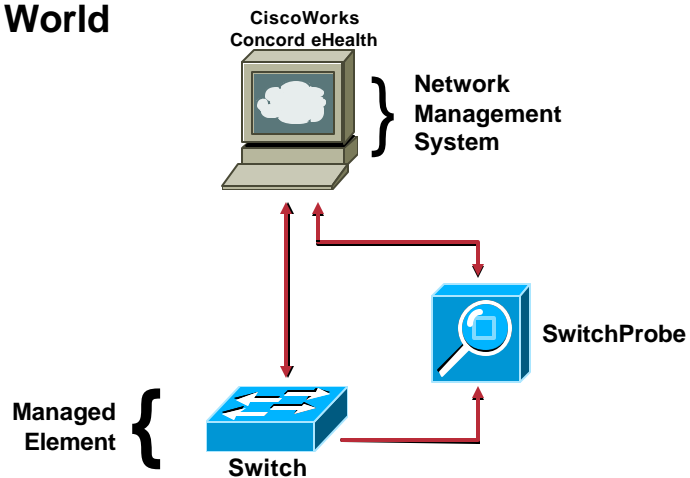 World
CiscoWorks
Concord eHealth
Network
Management
System
SwitchProbe
Managed
Element
Switch